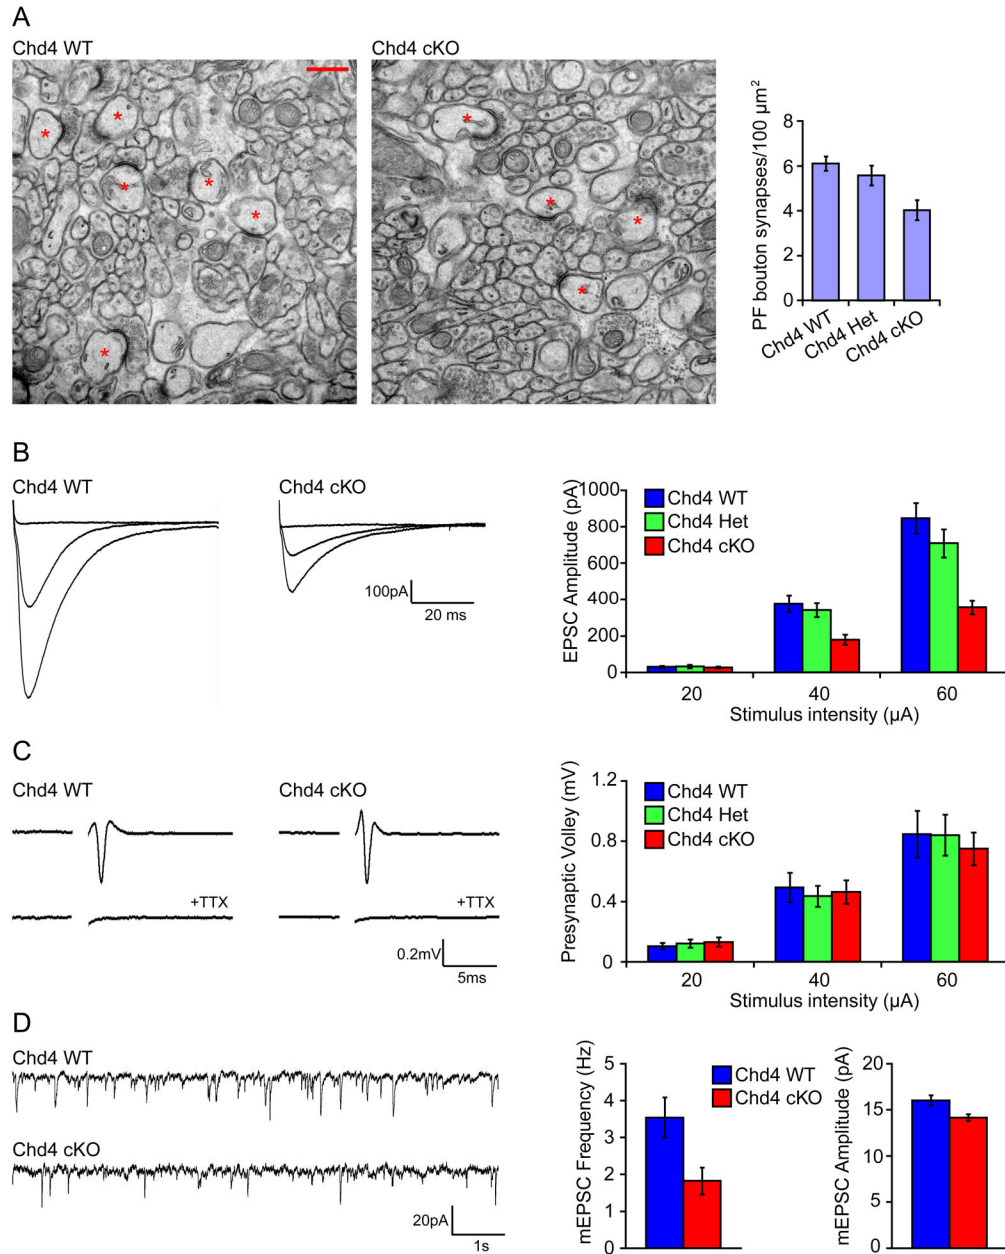 A
Chd4 WT
Chd4 cKO
* * * * * *
* * * *
PF bouton synapses/100 µm²
8
6
4
2
0
Chd4 WT
Chd4 Het
Chd4 cKO
B
Chd4 WT
Chd4 cKO
100pA
20 ms
EPSC Amplitude (pA)
1000
800
600
400
200
0
Chd4 WT
Chd4 Het
Chd4 cKO
20 40 60
Stimulus intensity (µA)
C
Chd4 WT
Chd4 cKO
+TTX
+TTX
0.2mV
5ms
Presynaptic Volley (mV)
1.2
0.8
0.4
0
Chd4 WT
Chd4 Het
Chd4 cKO
20 40 60
Stimulus intensity (µA)
D
Chd4 WT
Chd4 cKO
20pA
1s
mEPSC Frequency (Hz)
5
4
3
2
1
0
Chd4 WT
Chd4 cKO
mEPSC Amplitude (pA)
20
15
10
5
0